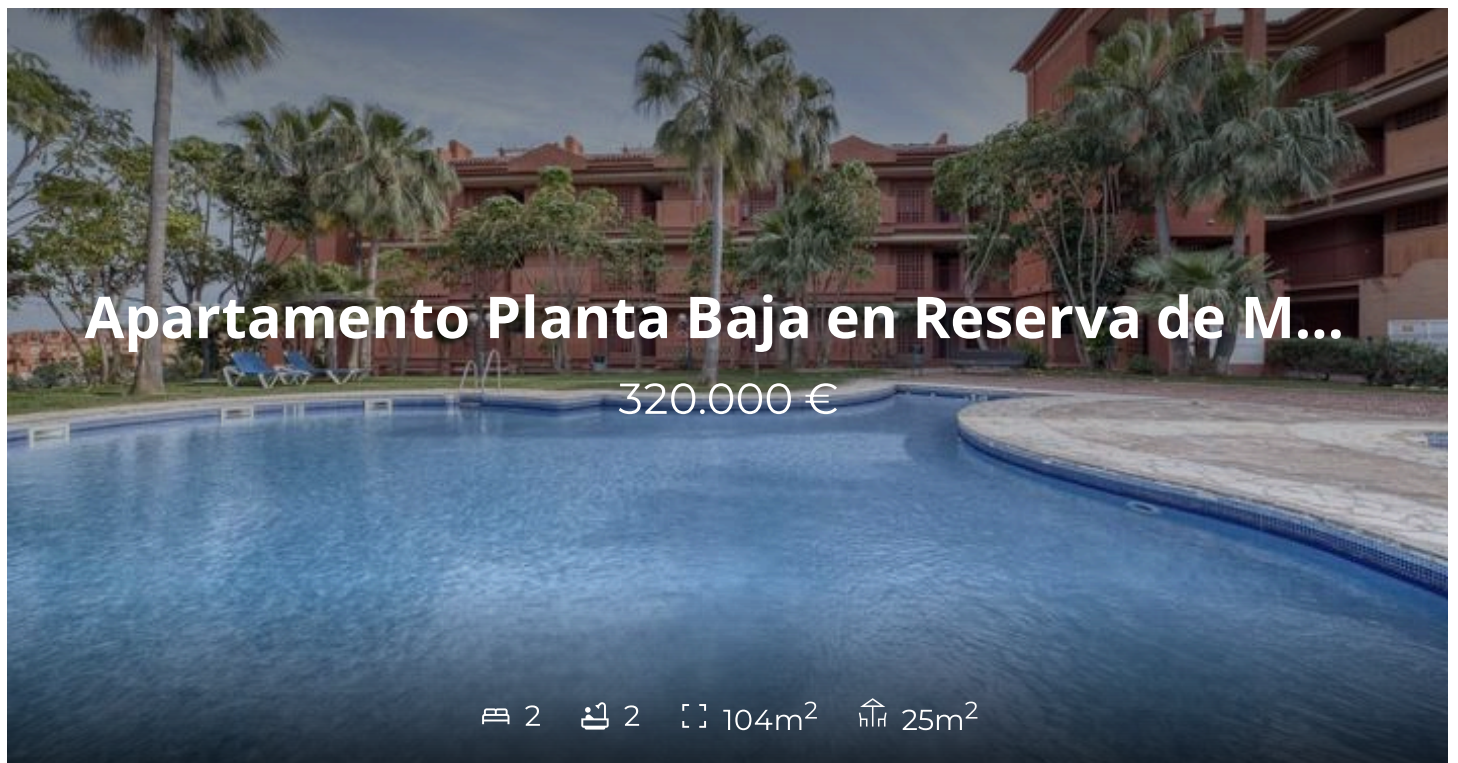 Apartamento Planta Baja en Reserva de M...
320.000 €
2 2 104m² 25m²